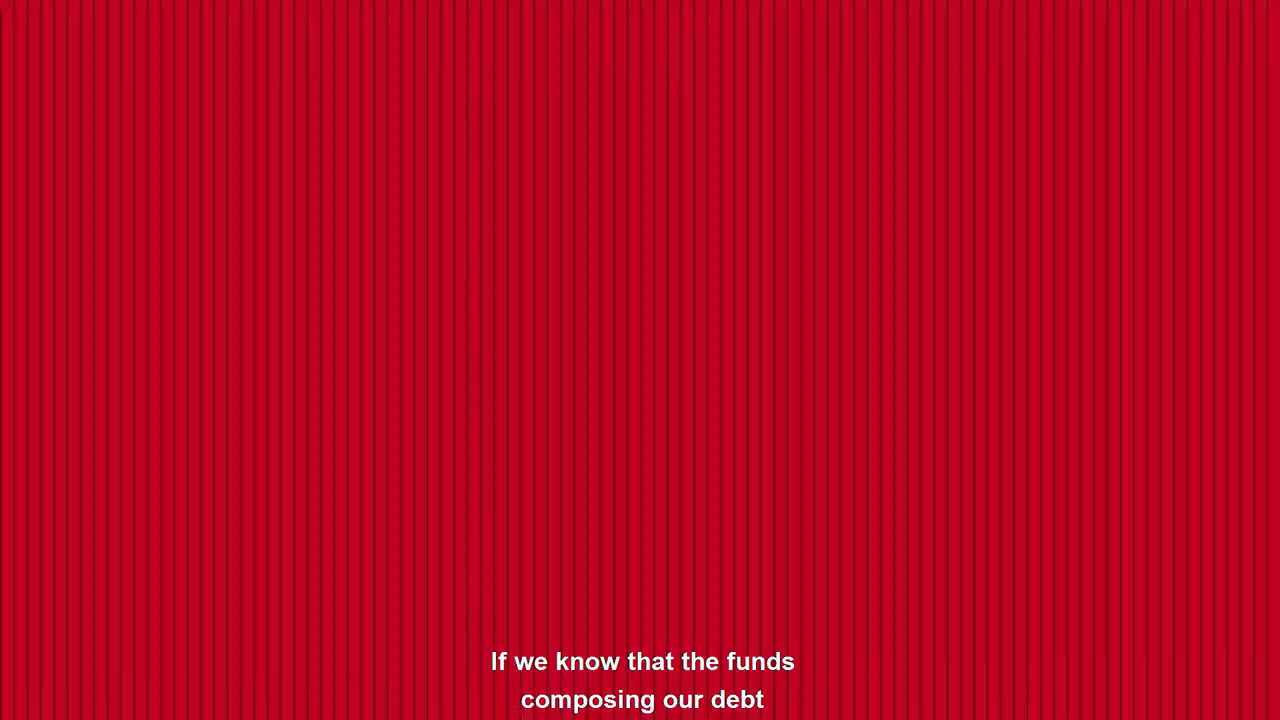 If we know that the funds
composing our debt